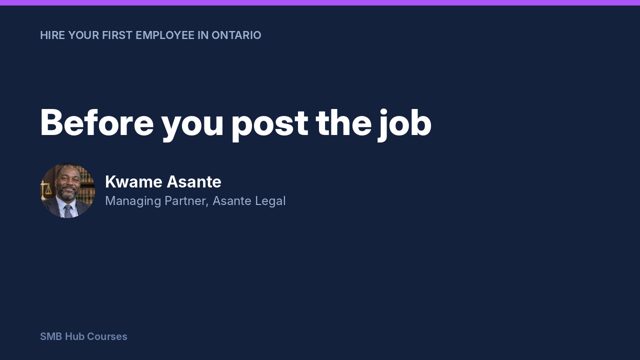 HIRE YOUR FIRST EMPLOYEE IN ONTARIO
Before you post the job
Kwame Asante
Managing Partner, Asante Legal
SMB Hub Courses